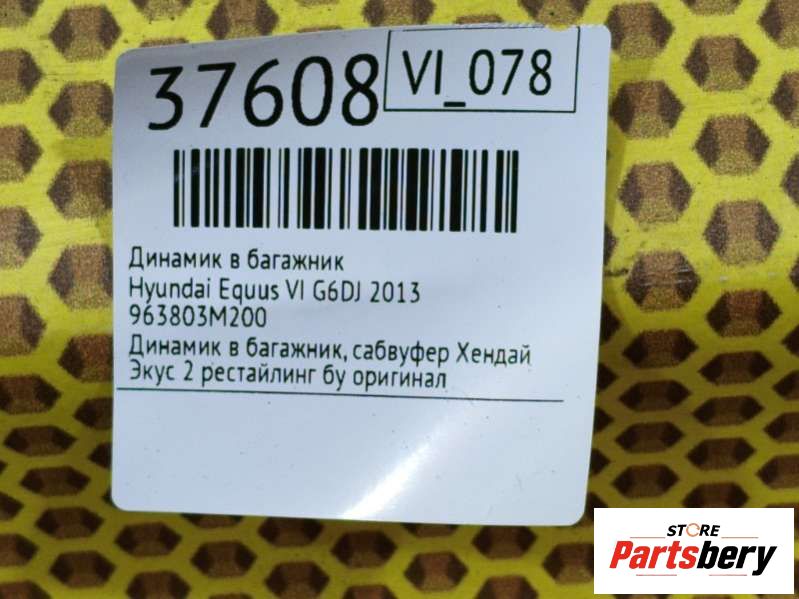 37608
VI_078
Динамик в багажник
Hyundai Equus VI G6DJ 2013
963803M200
Динамик в багажник, сабвуфер Хендай
Экус 2 рестайлинг бу оригинал
STORE
Partsbery